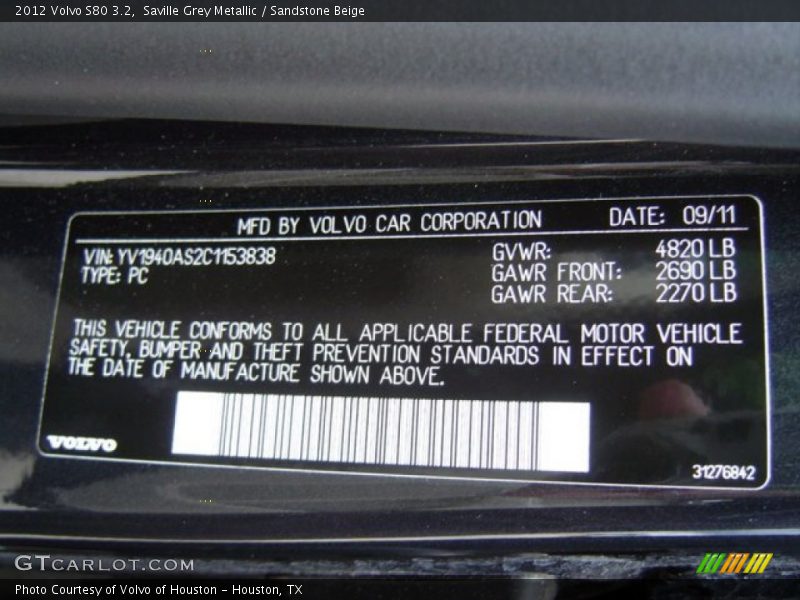 2012 Volvo S80 3.2, Saville Grey Metallic / Sandstone Beige
MFD BY VOLVO CAR CORPORATION DATE: 09/11
VIN: YV1940AS2C1153838 GVWR: 4820 LB
TYPE: PC GAWR FRONT: 2690 LB
GAWR REAR: 2270 LB
THIS VEHICLE CONFORMS TO ALL APPLICABLE FEDERAL MOTOR VEHICLE
SAFETY, BUMPER AND THEFT PREVENTION STANDARDS IN EFFECT ON
THE DATE OF MANUFACTURE SHOWN ABOVE.
VOLVO
31276842
GTCARLOT.COM
Photo Courtesy of Volvo of Houston - Houston, TX